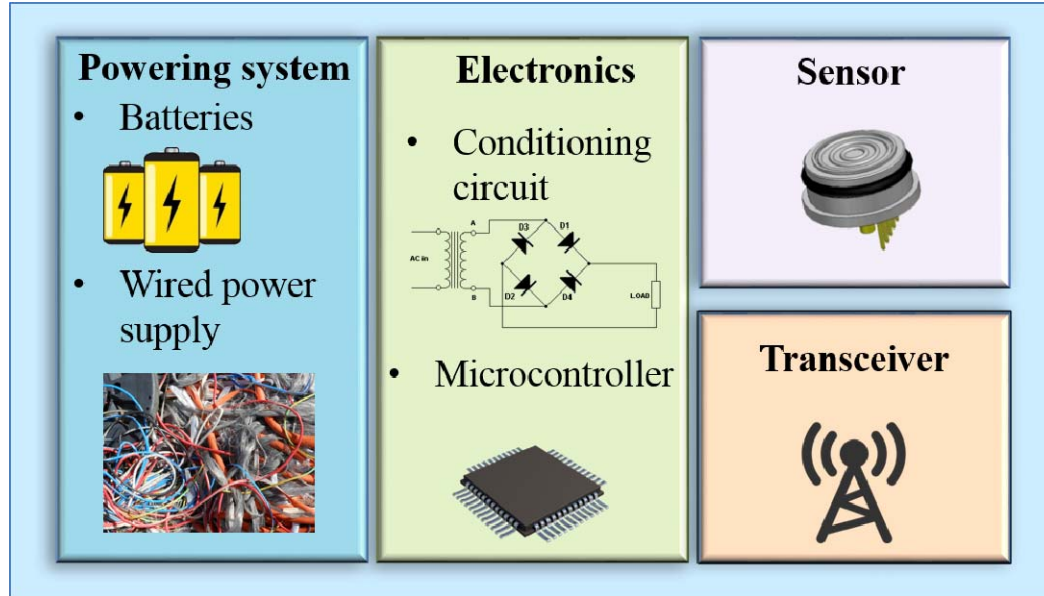 Powering system
• Batteries
• Wired power
supply
Electronics
• Conditioning
circuit
A
D3
D1
AC in
D2
D4
B
LOAD
• Microcontroller
Sensor
Transceiver